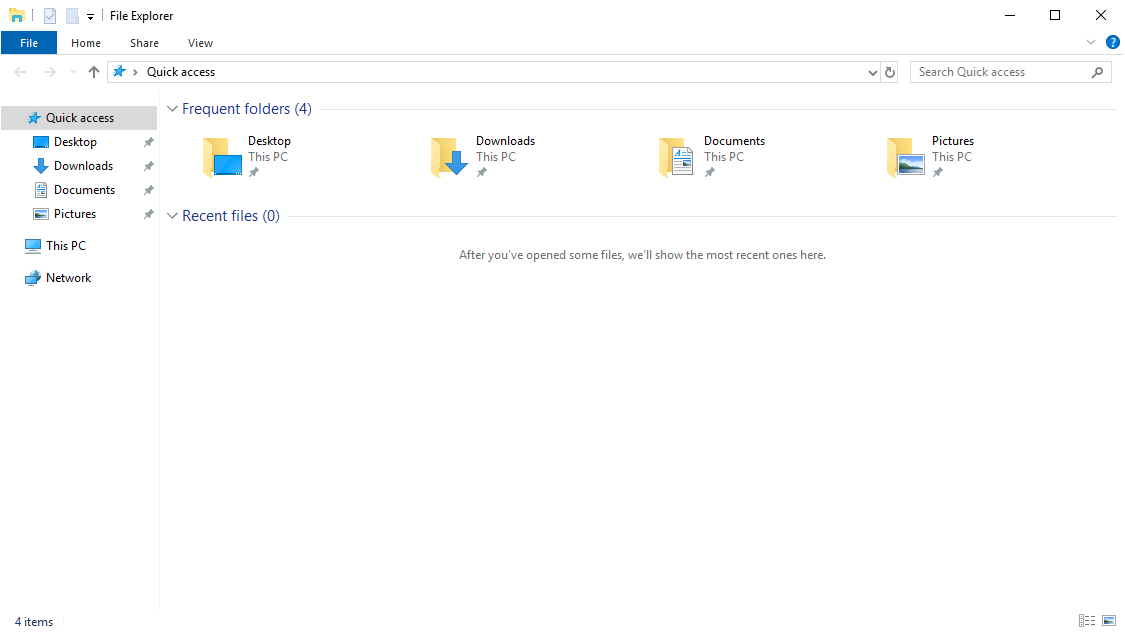 File Explorer
File Home Share View
Quick access
Search Quick access
Quick access
Desktop
Downloads
Documents
Pictures
This PC
Network
Frequent folders (4)
Desktop
This PC
Downloads
This PC
Documents
This PC
Pictures
This PC
Recent files (0)
After you've opened some files, we'll show the most recent ones here.
4 items